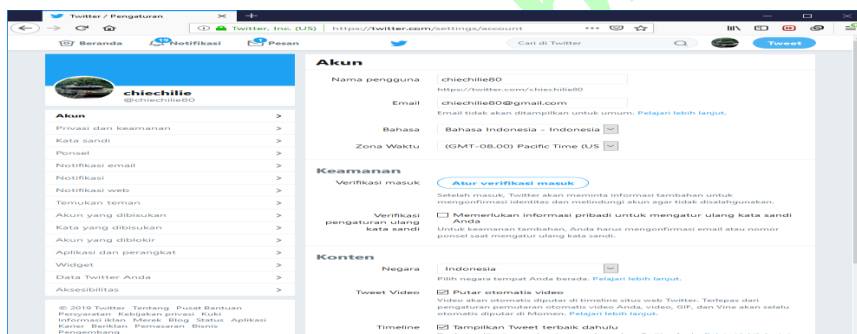 Twitter / Pengaturan
Twitter, Inc. (US) https://twitter.com/settings/account
Beranda 19 Notifikasi 1 Pesan Cari di Twitter Tweet
chiechilie
@chiechilie80
Akun
Privasi dan keamanan
Kata sandi
Ponsel
Notifikasi email
Notifikasi
Notifikasi web
Temukan teman
Akun yang dibisukan
Kata yang dibisukan
Akun yang diblokir
Aplikasi dan perangkat
Widget
Data Twitter Anda
Aksesibilitas
© 2019 Twitter Tentang Pusat Bantuan
Persyaratan Kebijakan privasi Kuki
Informasi iklan Merek Blog Status Aplikasi
Karier Beriklan Pemasaran Bisnis
Pengembang
Akun
Nama pengguna chiechilie80
https://twitter.com/chiechilie80
Email chiechilie80@gmail.com
Email tidak akan ditampilkan untuk umum. Pelajari lebih lanjut.
Bahasa Bahasa Indonesia - Indonesia
Zona Waktu (GMT-08.00) Pacific Time (US
Keamanan
Verifikasi masuk Atur verifikasi masuk
Setelah masuk, Twitter akan meminta informasi tambahan untuk
mengonfirmasi identitas dan melindungi akun agar tidak disalahgunakan.
Verifikasi pengaturan ulang kata sandi
Memerlukan informasi pribadi untuk mengatur ulang kata sandi
Anda
Untuk keamanan tambahan, Anda harus mengonfirmasi email atau nomor
ponsel saat mengatur ulang kata sandi.
Konten
Negara Indonesia
Pilih negara tempat Anda berada. Pelajari lebih lanjut.
Tweet Video Putar otomatis video
Video akan otomatis diputar di timeline situs web Twitter. Terlepas dari
pengaturan pemutaran otomatis video Anda, video, GIF, dan Vine akan selalu
otomatis diputar di Momen. Pelajari lebih lanjut.
Timeline Tampilkan Tweet terbaik dahulu